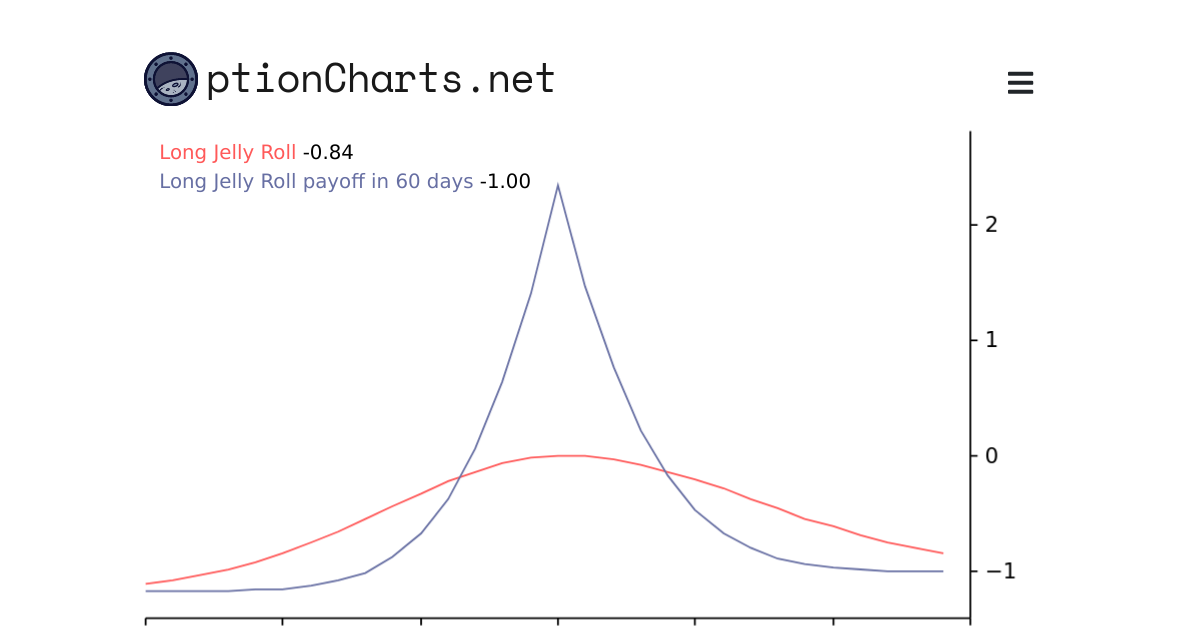 ptionCharts.net
Long Jelly Roll -0.84
Long Jelly Roll payoff in 60 days -1.00
2
1
0
−1